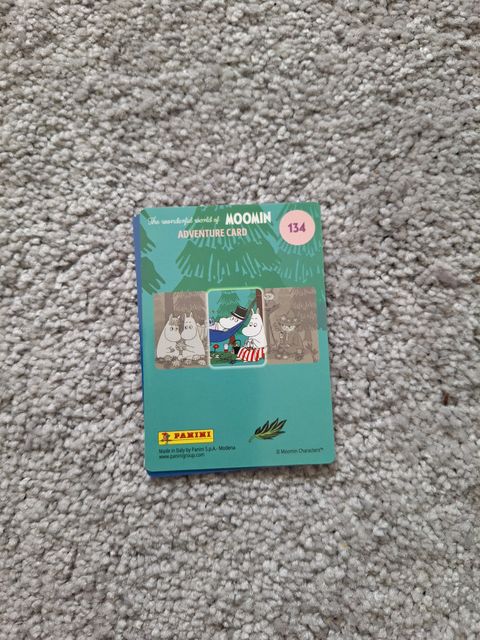 The wonderful world of MOOMIN
ADVENTURE CARD
134
PANINI
Made in Italy by Panini S.p.A. - Modena
www.paninigroup.com
© Moomin Characters™